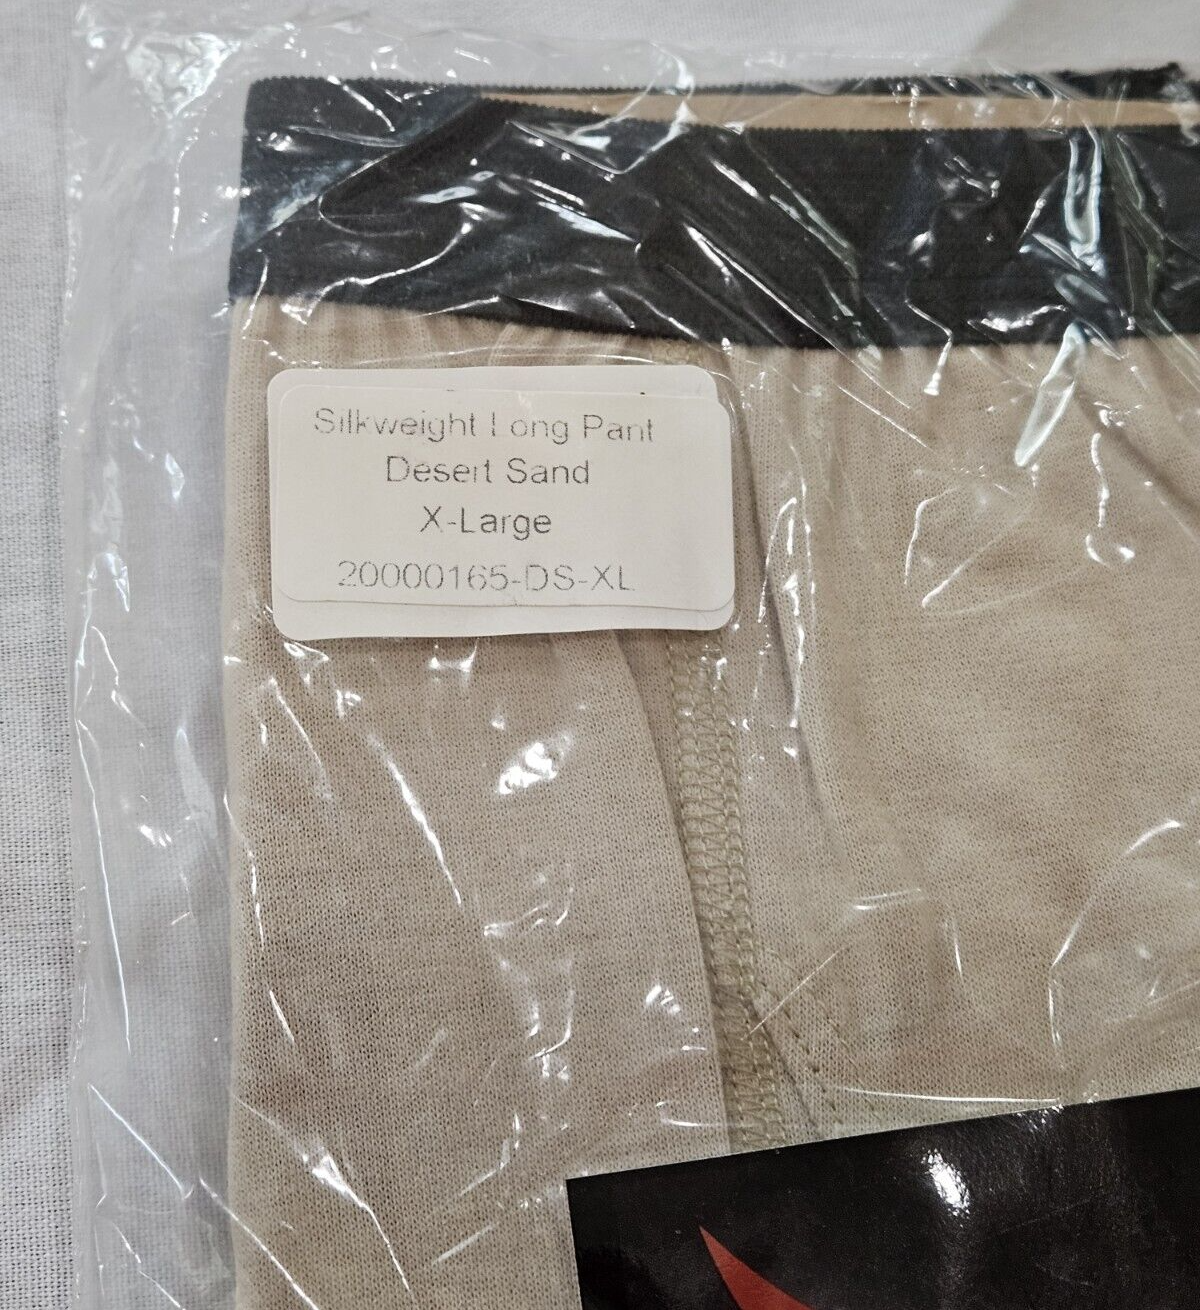 Silkweight Long Pant
Desert Sand
X-Large
20000165-DS-XL